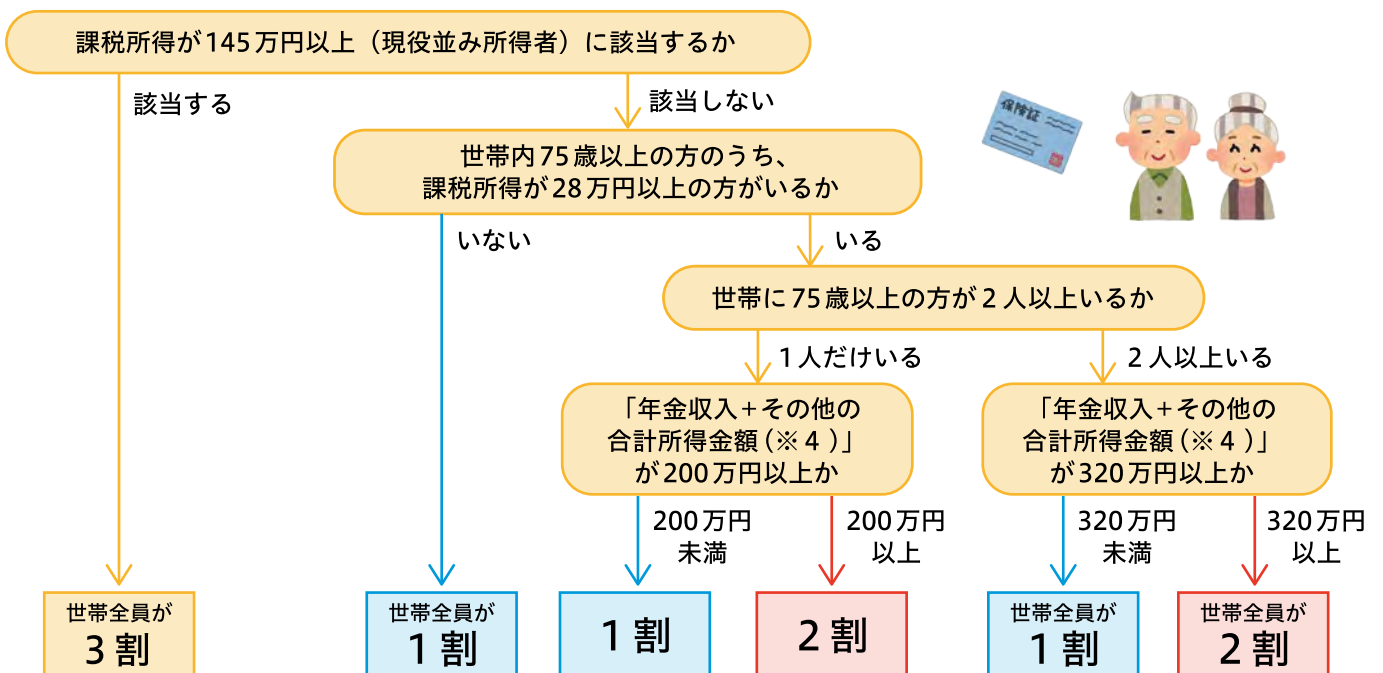 課税所得が145万円以上（現役並み所得者）に該当するか
該当する
該当しない
保険証
世帯内75歳以上の方のうち、
課税所得が28万円以上の方がいるか
いない
いる
世帯に75歳以上の方が2人以上いるか
1人だけいる
2人以上いる
「年金収入+その他の
合計所得金額(※4)」
が200万円以上か
「年金収入+その他の
合計所得金額(※4)」
が320万円以上か
200万円
未満
200万円
以上
320万円
未満
320万円
以上
世帯全員が
3割
世帯全員が
1割
1割
2割
世帯全員が
1割
世帯全員が
2割